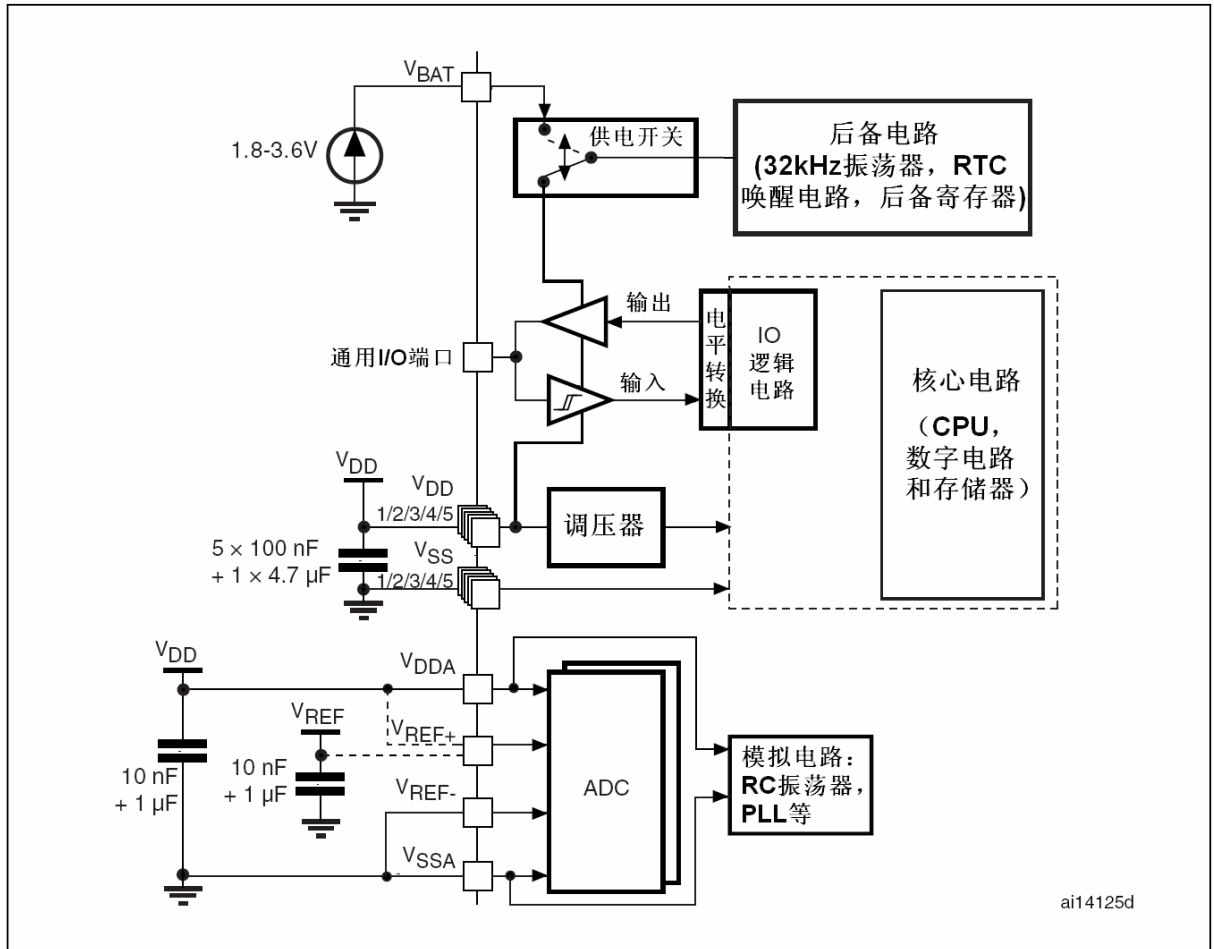 VBAT
1.8-3.6V
供电开关
后备电路
(32kHz振荡器，RTC
唤醒电路，后备寄存器)
输出
通用I/O端口
输入
电平转换
IO
逻辑
电路
核心电路
（CPU，
数字电路
和存储器）
VDD
VDD
1/2/3/4/5
调压器
5 × 100 nF
+ 1 × 4.7 µF
VSS
1/2/3/4/5
VDD
VDDA
VREF
VREF+
10 nF
+ 1 µF
10 nF
+ 1 µF
VREF-
ADC
模拟电路：
RC振荡器，
PLL等
VSSA
ai14125d